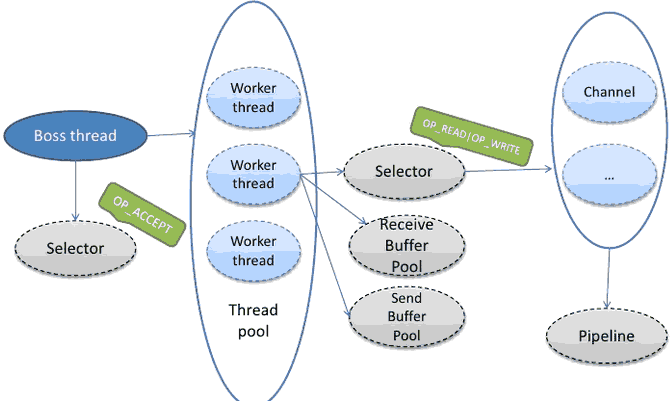 Boss thread
OP_ACCEPT
Selector
Worker
thread
Worker
thread
Worker
thread
Thread
pool
Selector
Receive
Buffer
Pool
Send
Buffer
Pool
OP_READ|OP_WRITE
Channel
...
Pipeline